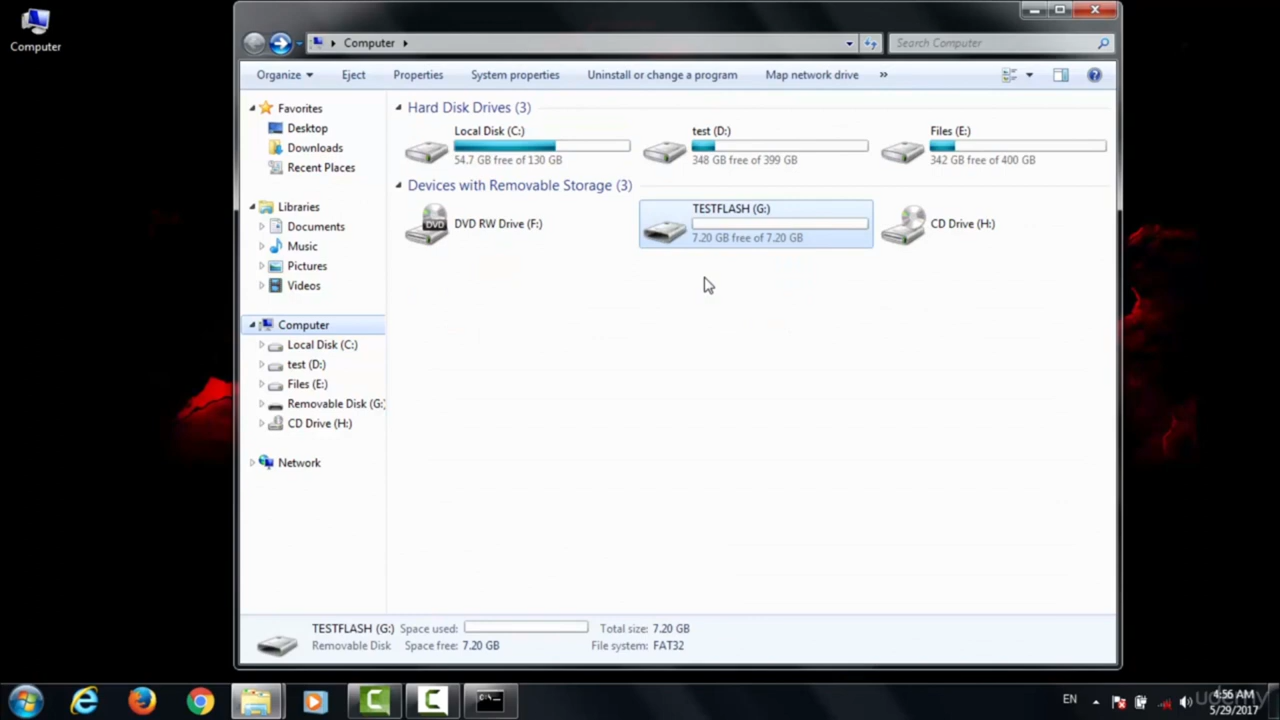 Computer
Computer
Search Computer
Organize
Eject
Properties
System properties
Uninstall or change a program
Map network drive
»
Favorites
Desktop
Downloads
Recent Places
Libraries
Documents
Music
Pictures
Videos
Computer
Local Disk (C:)
test (D:)
Files (E:)
Removable Disk (G:)
CD Drive (H:)
Network
Hard Disk Drives (3)
Local Disk (C:)
54.7 GB free of 130 GB
test (D:)
348 GB free of 399 GB
Files (E:)
342 GB free of 400 GB
Devices with Removable Storage (3)
DVD
DVD RW Drive (F:)
TESTFLASH (G:)
7.20 GB free of 7.20 GB
CD Drive (H:)
TESTFLASH (G:) Space used: Total size: 7.20 GB
Removable Disk Space free: 7.20 GB File system: FAT32
EN
4:56 AM
5/29/2017
udemy